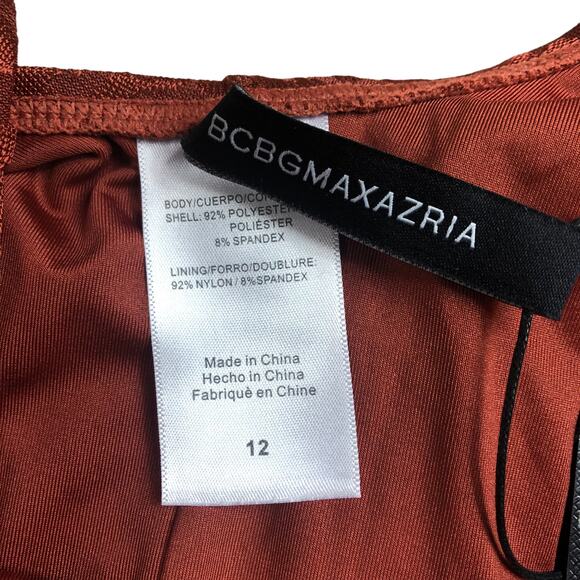 BCBGMAXAZRIA
BODY/CUERPO/
SHELL: 92% POLYESTER
POLIÉSTER
8% SPANDEX
LINING/FORRO/DOUBLURE:
92% NYLON / 8%SPANDEX
Made in China
Hecho in China
Fabriquè en Chine
12